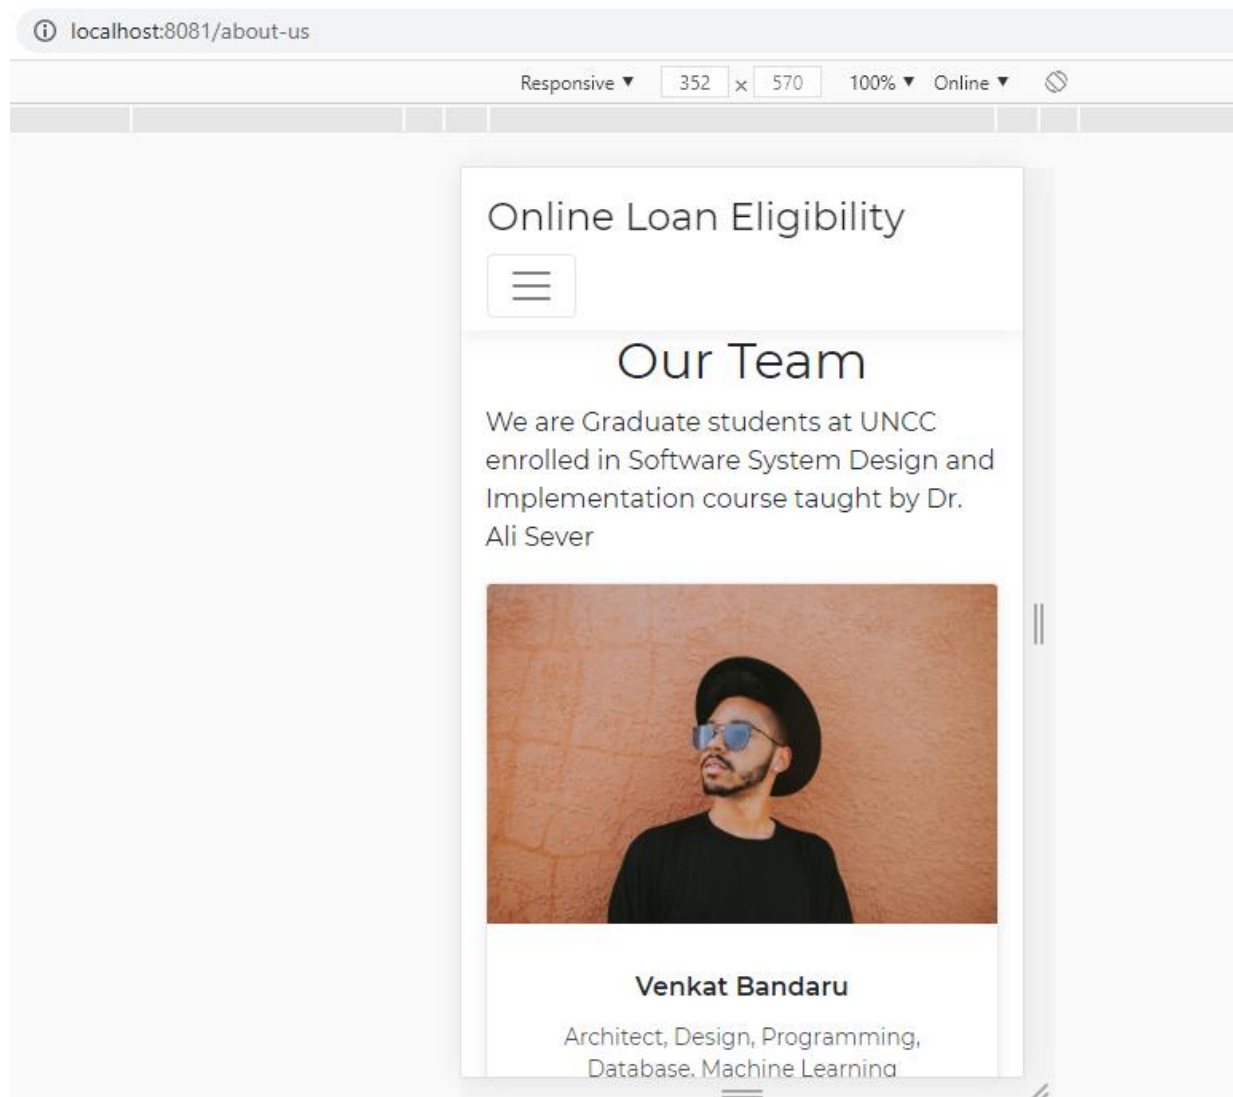 localhost:8081/about-us
Responsive ▼ 352 × 570 100% ▼ Online ▼
Online Loan Eligibility
Our Team
We are Graduate students at UNCC
enrolled in Software System Design and
Implementation course taught by Dr.
Ali Sever
Venkat Bandaru
Architect, Design, Programming,
Database, Machine Learning